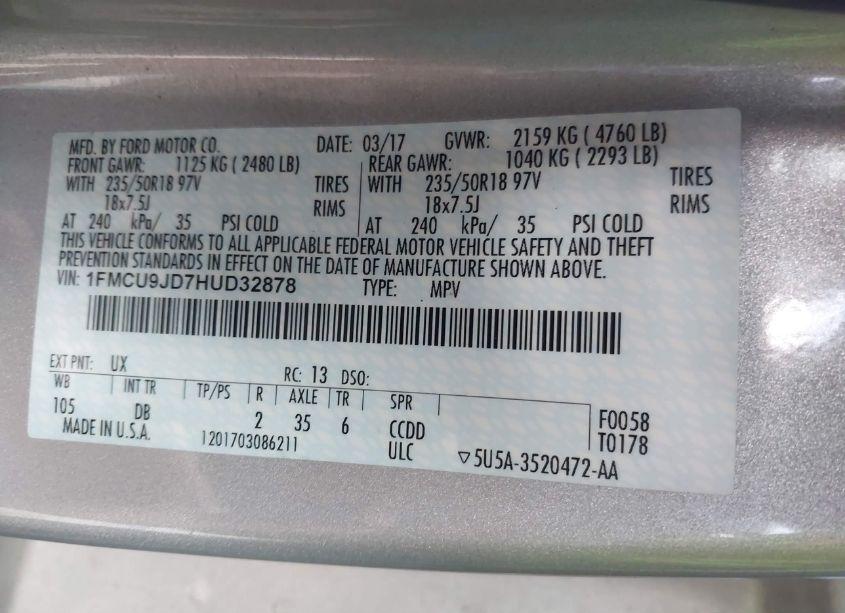 MFD. BY FORD MOTOR CO. DATE: 03/17 GVWR: 2159 KG ( 4760 LB)
FRONT GAWR: 1125 KG ( 2480 LB) REAR GAWR: 1040 KG ( 2293 LB)
WITH 235/50R18 97V TIRES WITH 235/50R18 97V TIRES
18x7.5J RIMS 18x7.5J RIMS
AT 240 kPa/ 35 PSI COLD AT 240 kPa/ 35 PSI COLD
THIS VEHICLE CONFORMS TO ALL APPLICABLE FEDERAL MOTOR VEHICLE SAFETY AND THEFT
PREVENTION STANDARDS IN EFFECT ON THE DATE OF MANUFACTURE SHOWN ABOVE.
VIN: 1FMCU9JD7HUD32878 TYPE: MPV
EXT PNT: UX RC: 13 DSO:
WB INT TR TP/PS R AXLE TR SPR
105 DB 2 35 6 CCDD F0058
MADE IN U.S.A. 1201703086211 ULC T0178
▽5U5A-3520472-AA